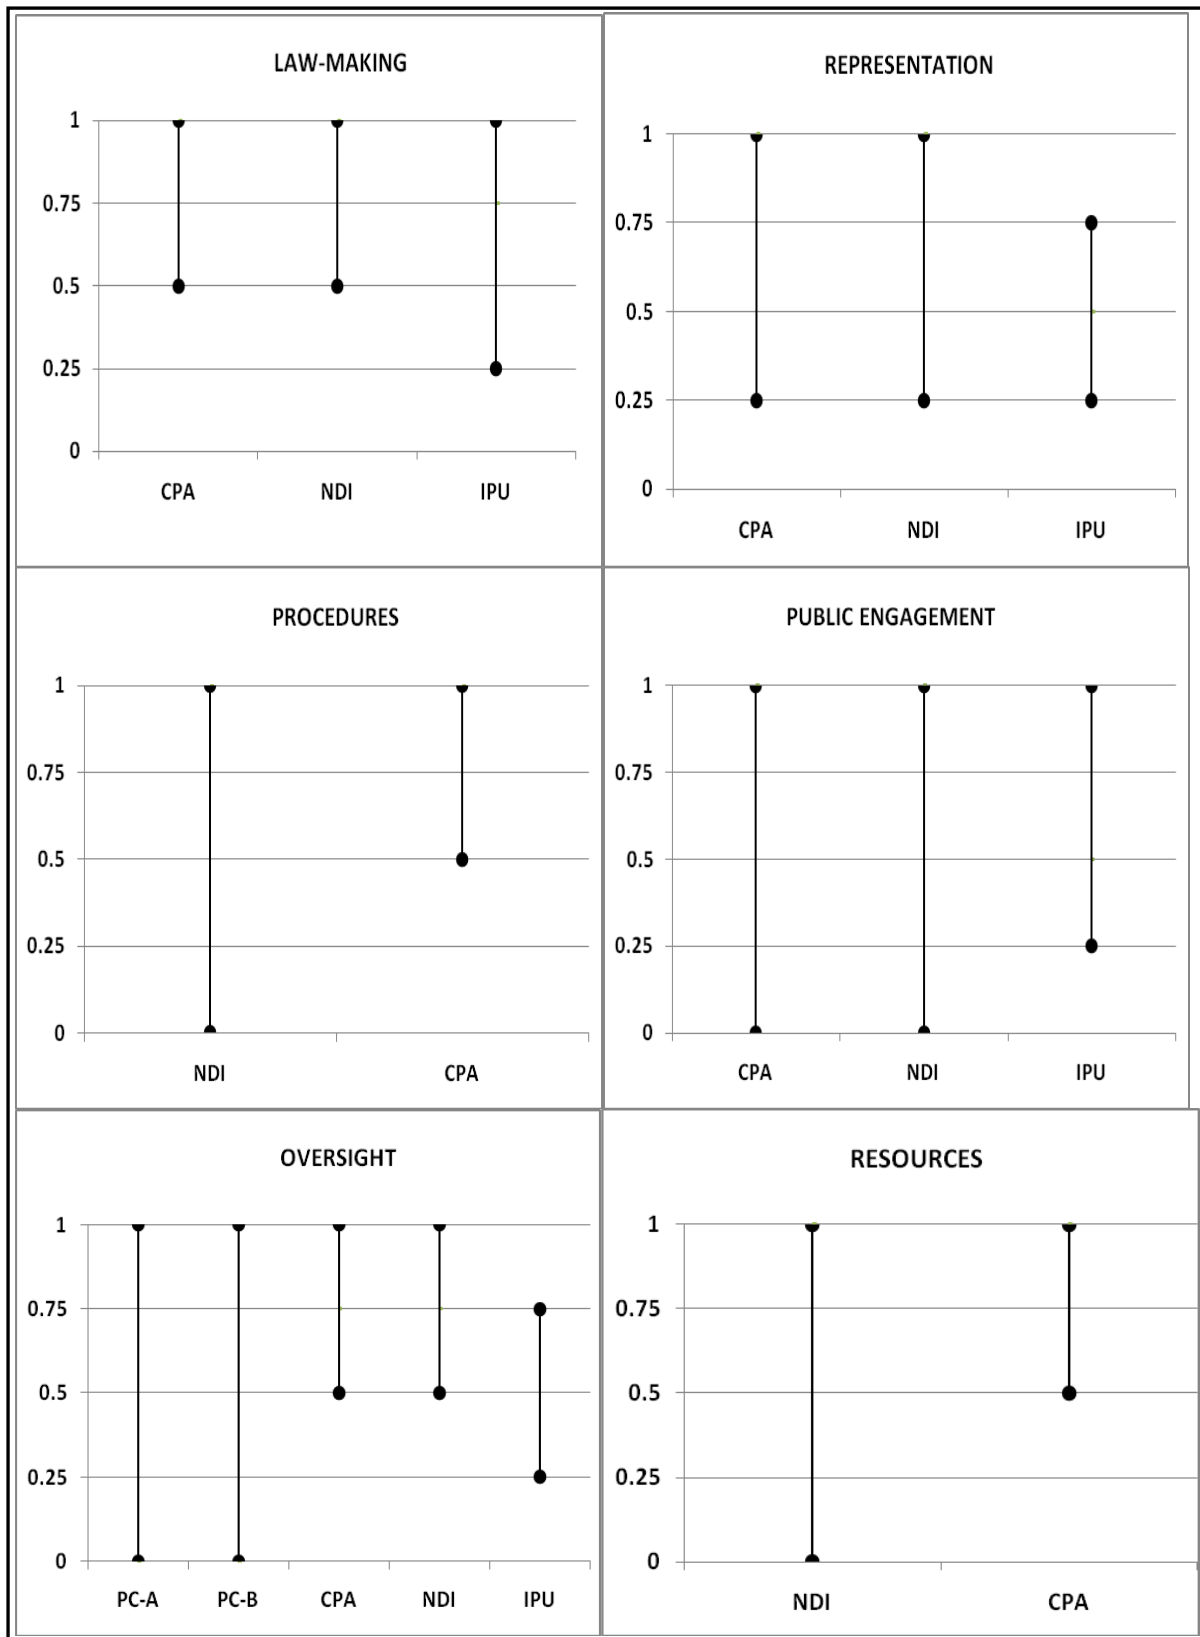 LAW-MAKING
1
0.75
0.5
0.25
0
CPA NDI IPU
REPRESENTATION
1
0.75
0.5
0.25
0
CPA NDI IPU
PROCEDURES
1
0.75
0.5
0.25
0
NDI CPA
PUBLIC ENGAGEMENT
1
0.75
0.5
0.25
0
CPA NDI IPU
OVERSIGHT
1
0.75
0.5
0.25
0
PC-A PC-B CPA NDI IPU
RESOURCES
1
0.75
0.5
0.25
0
NDI CPA